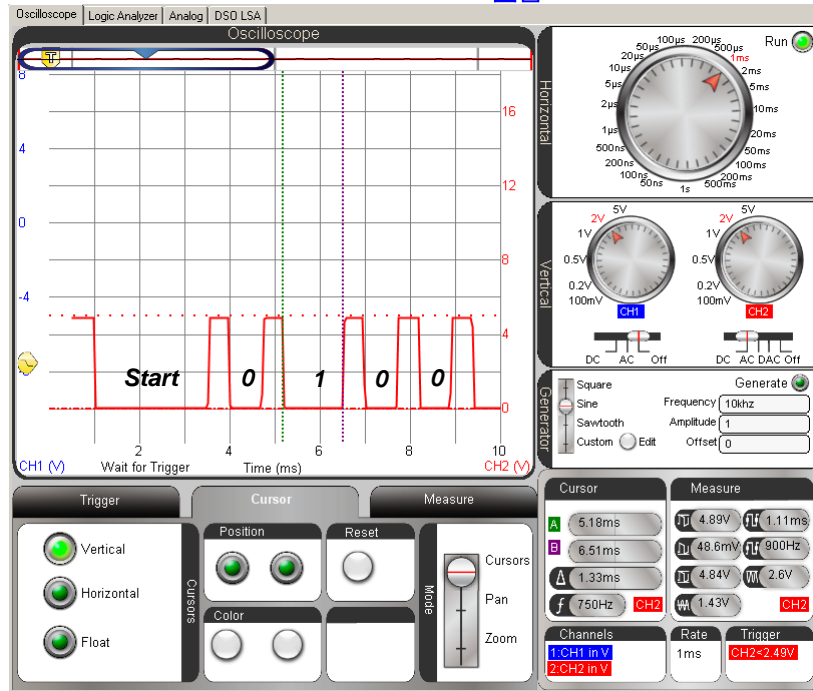 Oscilloscope Logic Analyzer Analog DSO LSA
Oscilloscope
T
8
4
0
-4
16
12
8
4
0
Start 0 1 0 0
2 4 6 8 10
CH1 (V) Wait for Trigger Time (ms) CH2 (V)
Horizontal
Run
500ns
1µs
2µs
5µs
10µs
20µs
50µs
100µs
200µs
500µs
1ms
2ms
5ms
10ms
20ms
50ms
100ms
200ms
500ms
1s
50ns
100ns
200ns
Vertical
5V
2V
1V
0.5V
0.2V
100mV
CH1
DC AC Off
5V
2V
1V
0.5V
0.2V
100mV
CH2
DC AC DAC Off
Generator
Square
Sine
Sawtooth
Custom Edit
Generate
Frequency 10khz
Amplitude 1
Offset 0
Trigger Cursor Measure
Vertical
Horizontal
Float
Cursors
Position
Reset
Color
Mode
Cursors
Pan
Zoom
Cursor
A 5.18ms
B 6.51ms
Δ 1.33ms
f 750Hz CH2
Measure
4.89V 1.11ms
48.6mV 900Hz
4.84V 2.6V
1.43V CH2
Channels
1:CH1 in V
2:CH2 in V
Rate
1ms
Trigger
CH2<2.49V